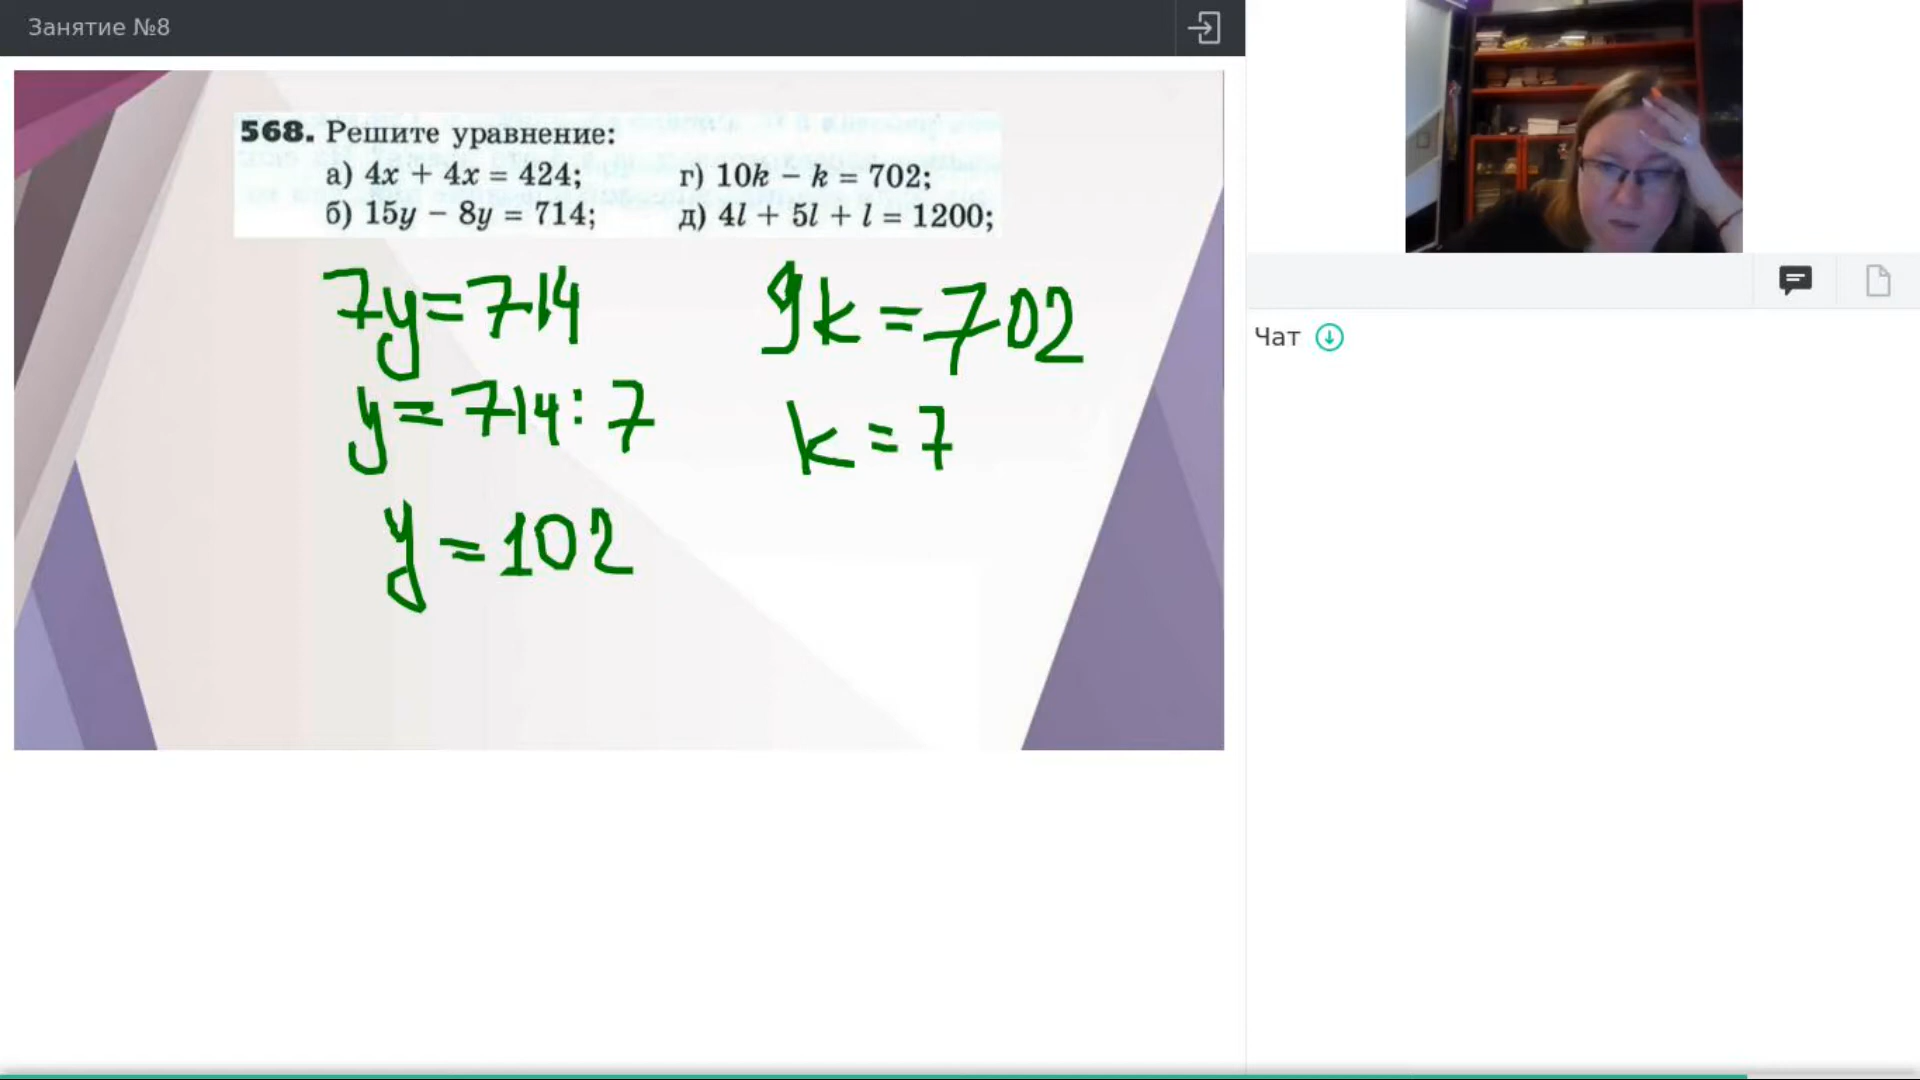 Занятие №8
568. Решите уравнение:
а) 4x + 4x = 424;
г) 10k − k = 702;
б) 15y − 8y = 714;
д) 4l + 5l + l = 1200;
7y=714
9k=702
y=714:7
k=7
y=102
Чат